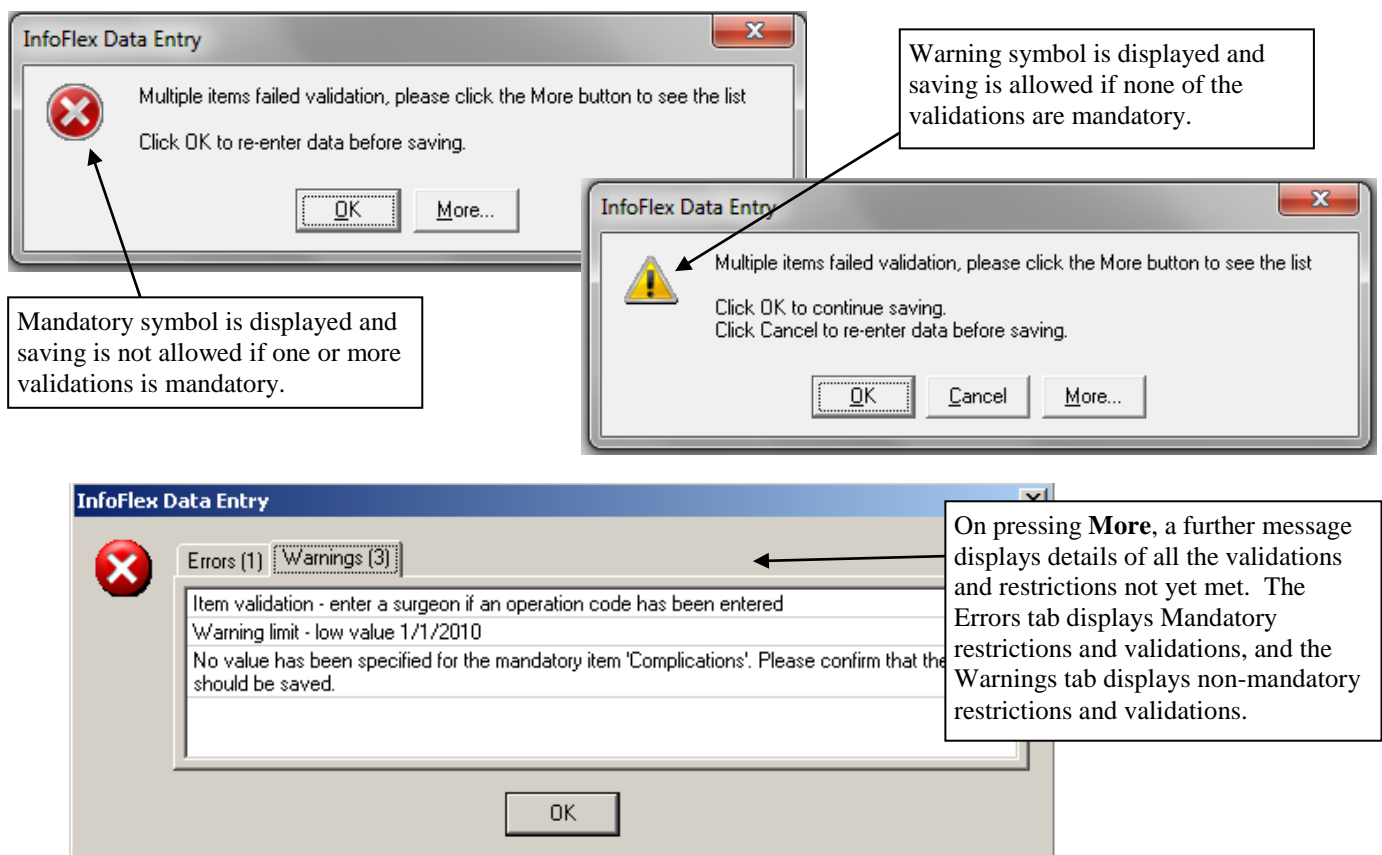 InfoFlex Data Entry
Multiple items failed validation, please click the More button to see the list
Click OK to re-enter data before saving.
OK More...
Warning symbol is displayed and
saving is allowed if none of the
validations are mandatory.
InfoFlex Data Entry
Multiple items failed validation, please click the More button to see the list
Click OK to continue saving.
Click Cancel to re-enter data before saving.
OK Cancel More...
Mandatory symbol is displayed and
saving is not allowed if one or more
validations is mandatory.
InfoFlex Data Entry
Errors (1) Warnings (3)
Item validation - enter a surgeon if an operation code has been entered
Warning limit - low value 1/1/2010
No value has been specified for the mandatory item 'Complications'. Please confirm that the
should be saved.
OK
On pressing More, a further message
displays details of all the validations
and restrictions not yet met. The
Errors tab displays Mandatory
restrictions and validations, and the
Warnings tab displays non-mandatory
restrictions and validations.